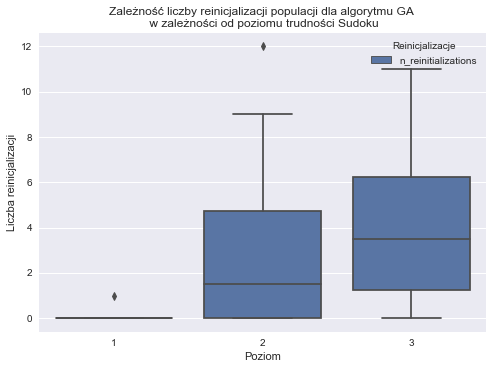 Zależność liczby reinicjalizacji populacji dla algorytmu GA
w zależności od poziomu trudności Sudoku
Reinicjalizacje
n_reinitializations
12
10
8
6
4
2
0
Liczba reinicjalizacji
1
2
3
Poziom